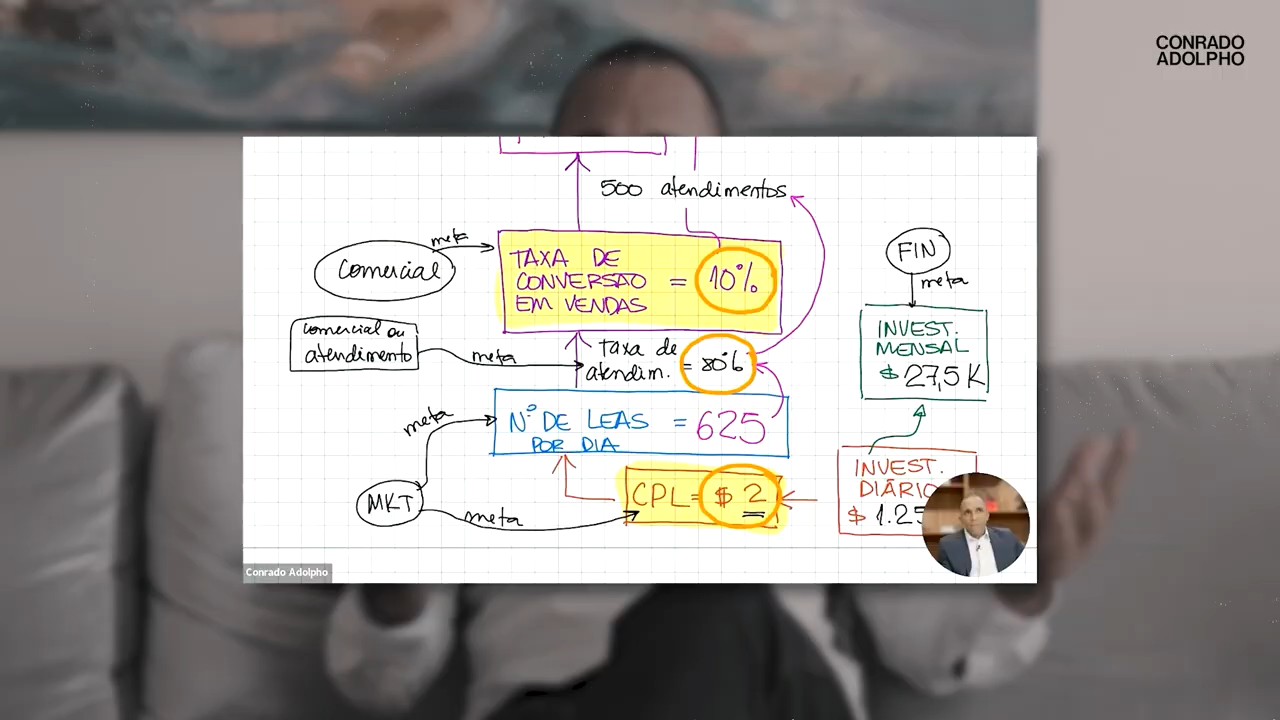 CONRADO
ADOLPHO
500 atendimentos
meta
Comercial
TAXA DE
CONVERSÃO = 10%
EM VENDAS
FIN
meta
comercial ou
atendimento
meta
taxa de
atendim. = 80%
INVEST.
MENSAL
$ 27,5 K
meta
Nº DE LEAS = 625
POR DIA
MKT
meta
CPL = $ 2
INVEST.
DIÁRIO
$ 1.25
Conrado Adolpho